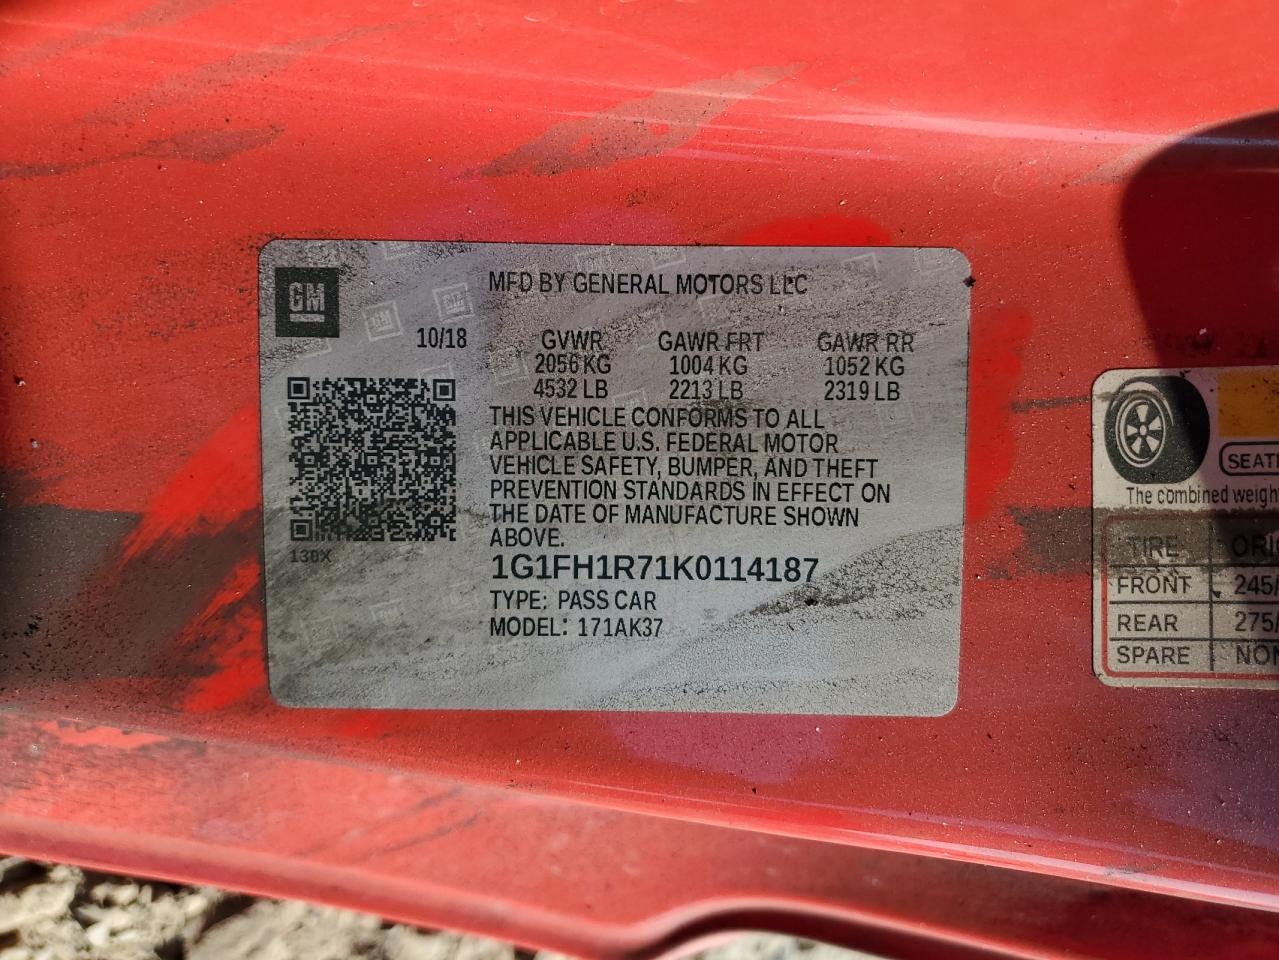 GM
MFD BY GENERAL MOTORS LLC
10/18
GVWR GAWR FRT GAWR RR
2056 KG 1004 KG 1052 KG
4532 LB 2213 LB 2319 LB
THIS VEHICLE CONFORMS TO ALL
APPLICABLE U.S. FEDERAL MOTOR
VEHICLE SAFETY, BUMPER, AND THEFT
PREVENTION STANDARDS IN EFFECT ON
THE DATE OF MANUFACTURE SHOWN
ABOVE.
130X
1G1FH1R71K0114187
TYPE: PASS CAR
MODEL: 171AK37
The combined
TIRE
FRONT 245/
REAR 275/
SPARE